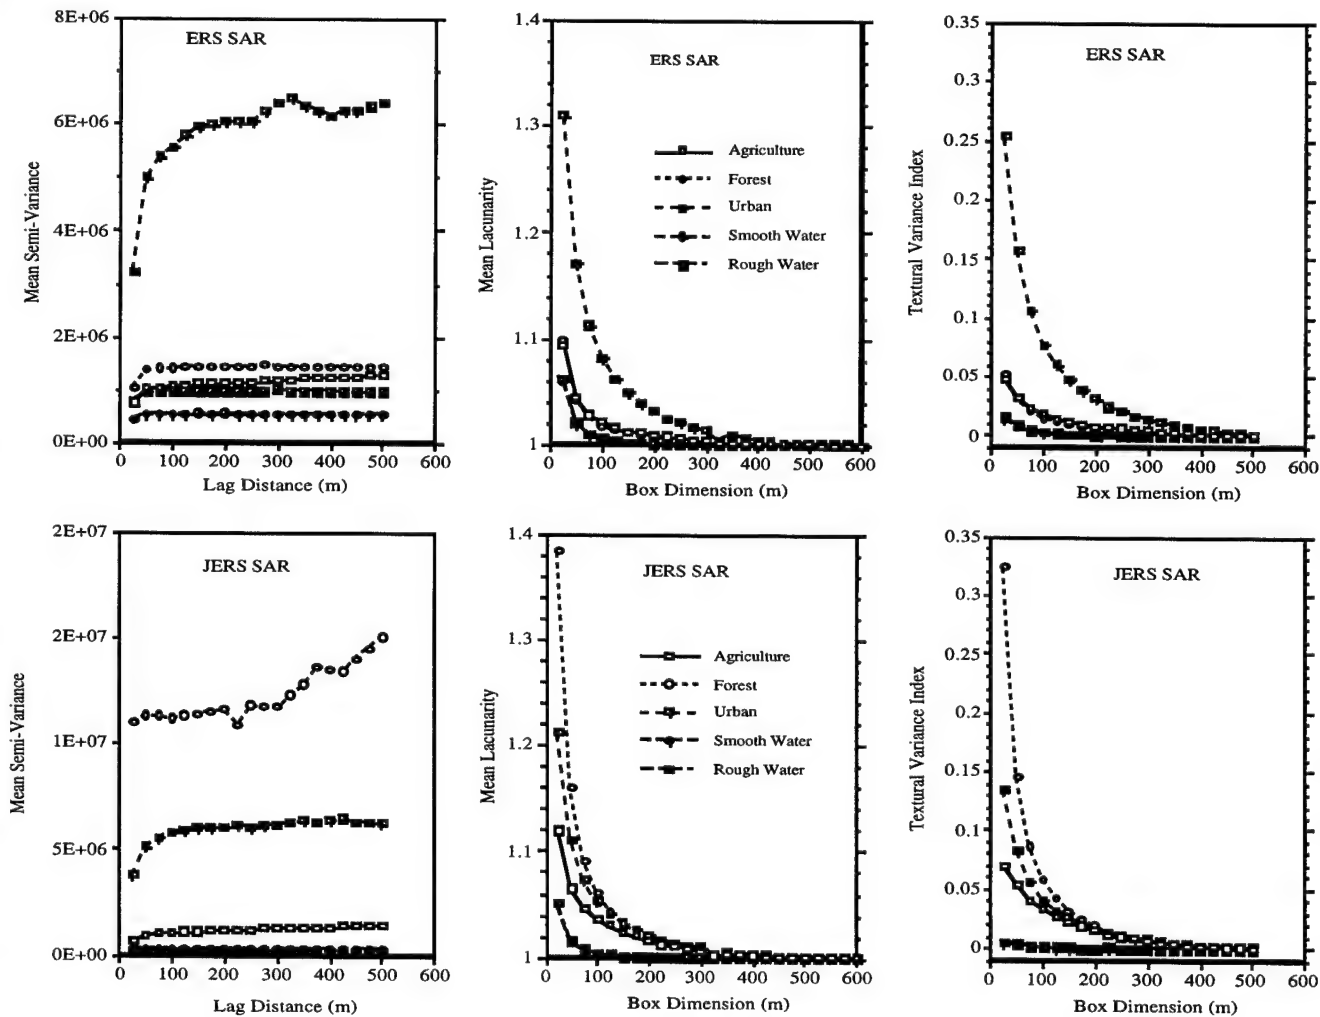 8E+06
6E+06
4E+06
2E+06
0E+00
Mean Semi-Variance
ERS SAR
0 100 200 300 400 500 600
Lag Distance (m)
1.4
1.3
1.2
1.1
1
Mean Lacunarity
ERS SAR
Agriculture
Forest
Urban
Smooth Water
Rough Water
0 100 200 300 400 500 600
Box Dimension (m)
0.35
0.3
0.25
0.2
0.15
0.1
0.05
0
Textural Variance Index
ERS SAR
0 100 200 300 400 500 600
Box Dimension (m)
2E+07
2E+07
1E+07
5E+06
0E+00
Mean Semi-Variance
JERS SAR
0 100 200 300 400 500 600
Lag Distance (m)
1.4
1.3
1.2
1.1
1
Mean Lacunarity
JERS SAR
Agriculture
Forest
Urban
Smooth Water
Rough Water
0 100 200 300 400 500 600
Box Dimension (m)
0.35
0.3
0.25
0.2
0.15
0.1
0.05
0
Textural Variance Index
JERS SAR
0 100 200 300 400 500 600
Box Dimension (m)